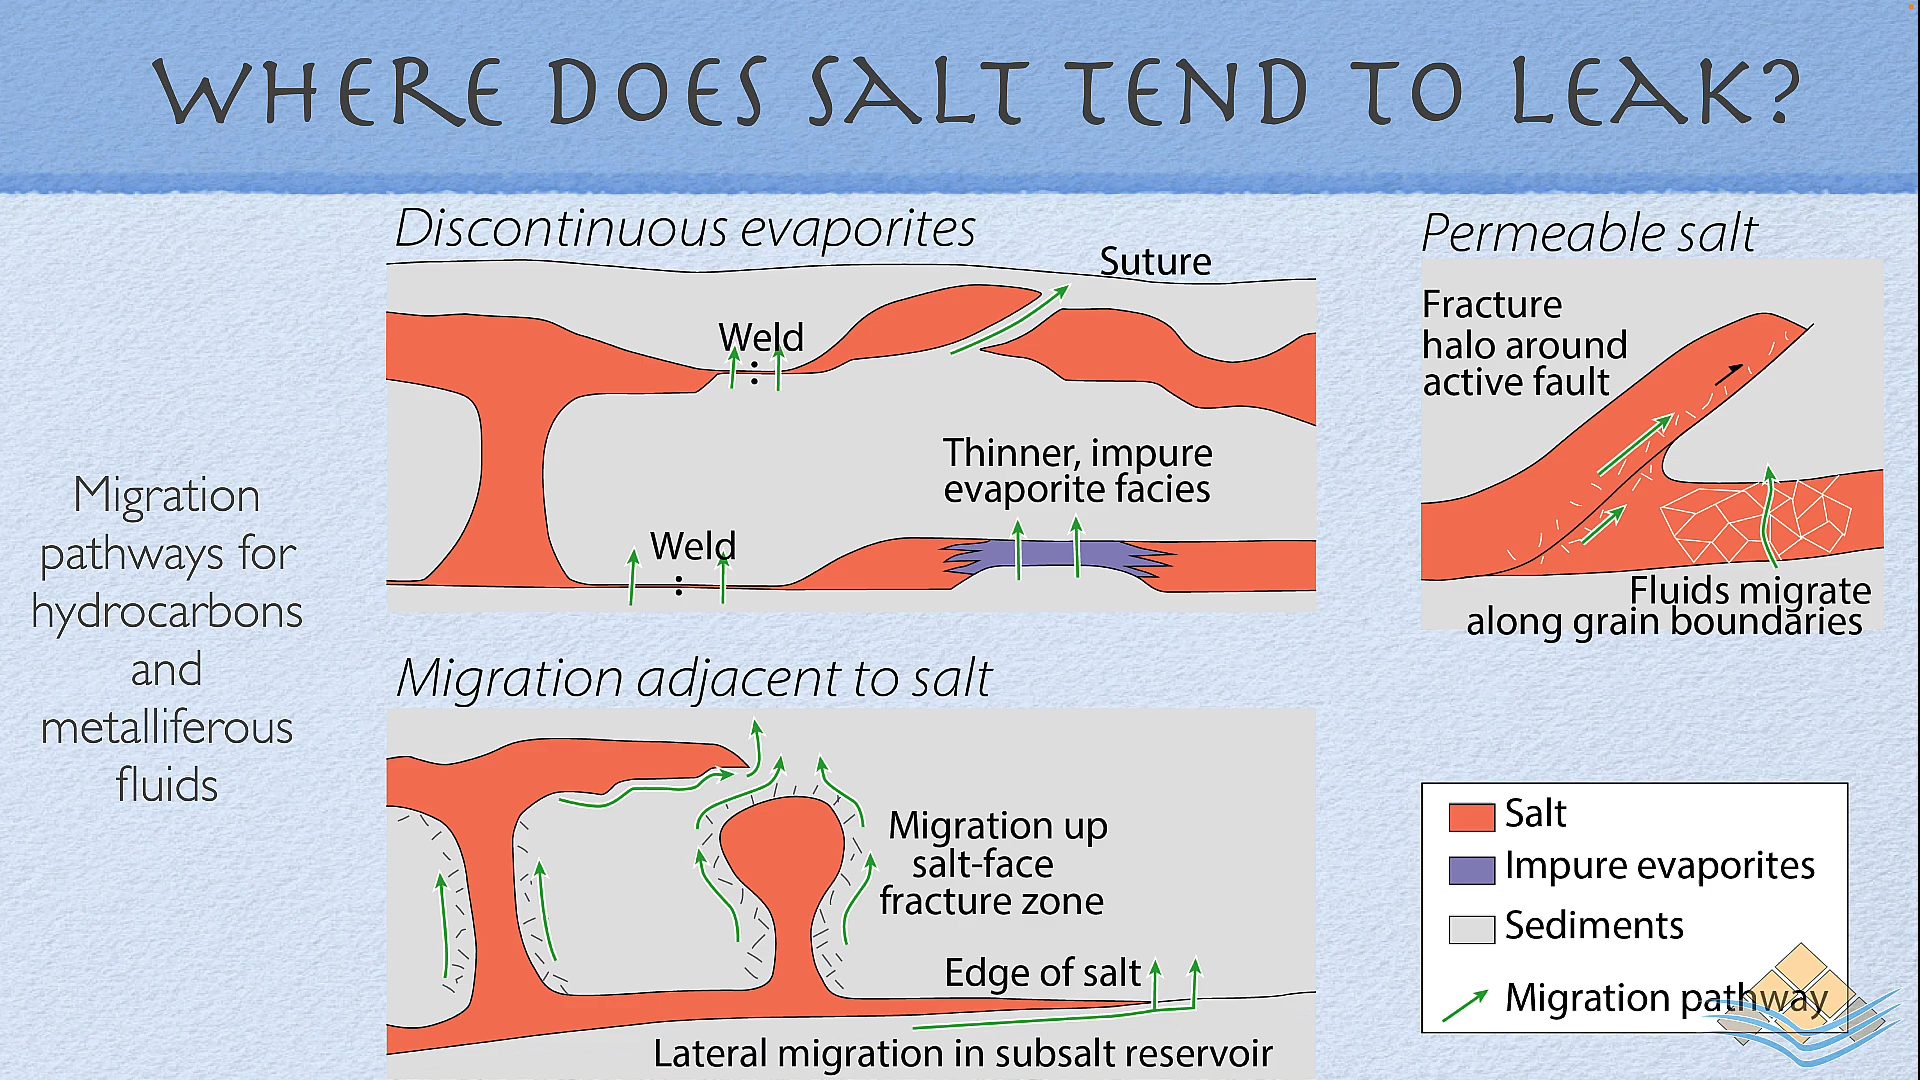 WHERE DOES SALT TEND TO LEAK?
Migration
pathways for
hydrocarbons
and
metalliferous
fluids
Discontinuous evaporites
Suture
Weld
Thinner, impure
evaporite facies
Weld
Permeable salt
Fracture
halo around
active fault
Fluids migrate
along grain boundaries
Migration adjacent to salt
Migration up
salt-face
fracture zone
Edge of salt
Lateral migration in subsalt reservoir
Salt
Impure evaporites
Sediments
Migration pathway